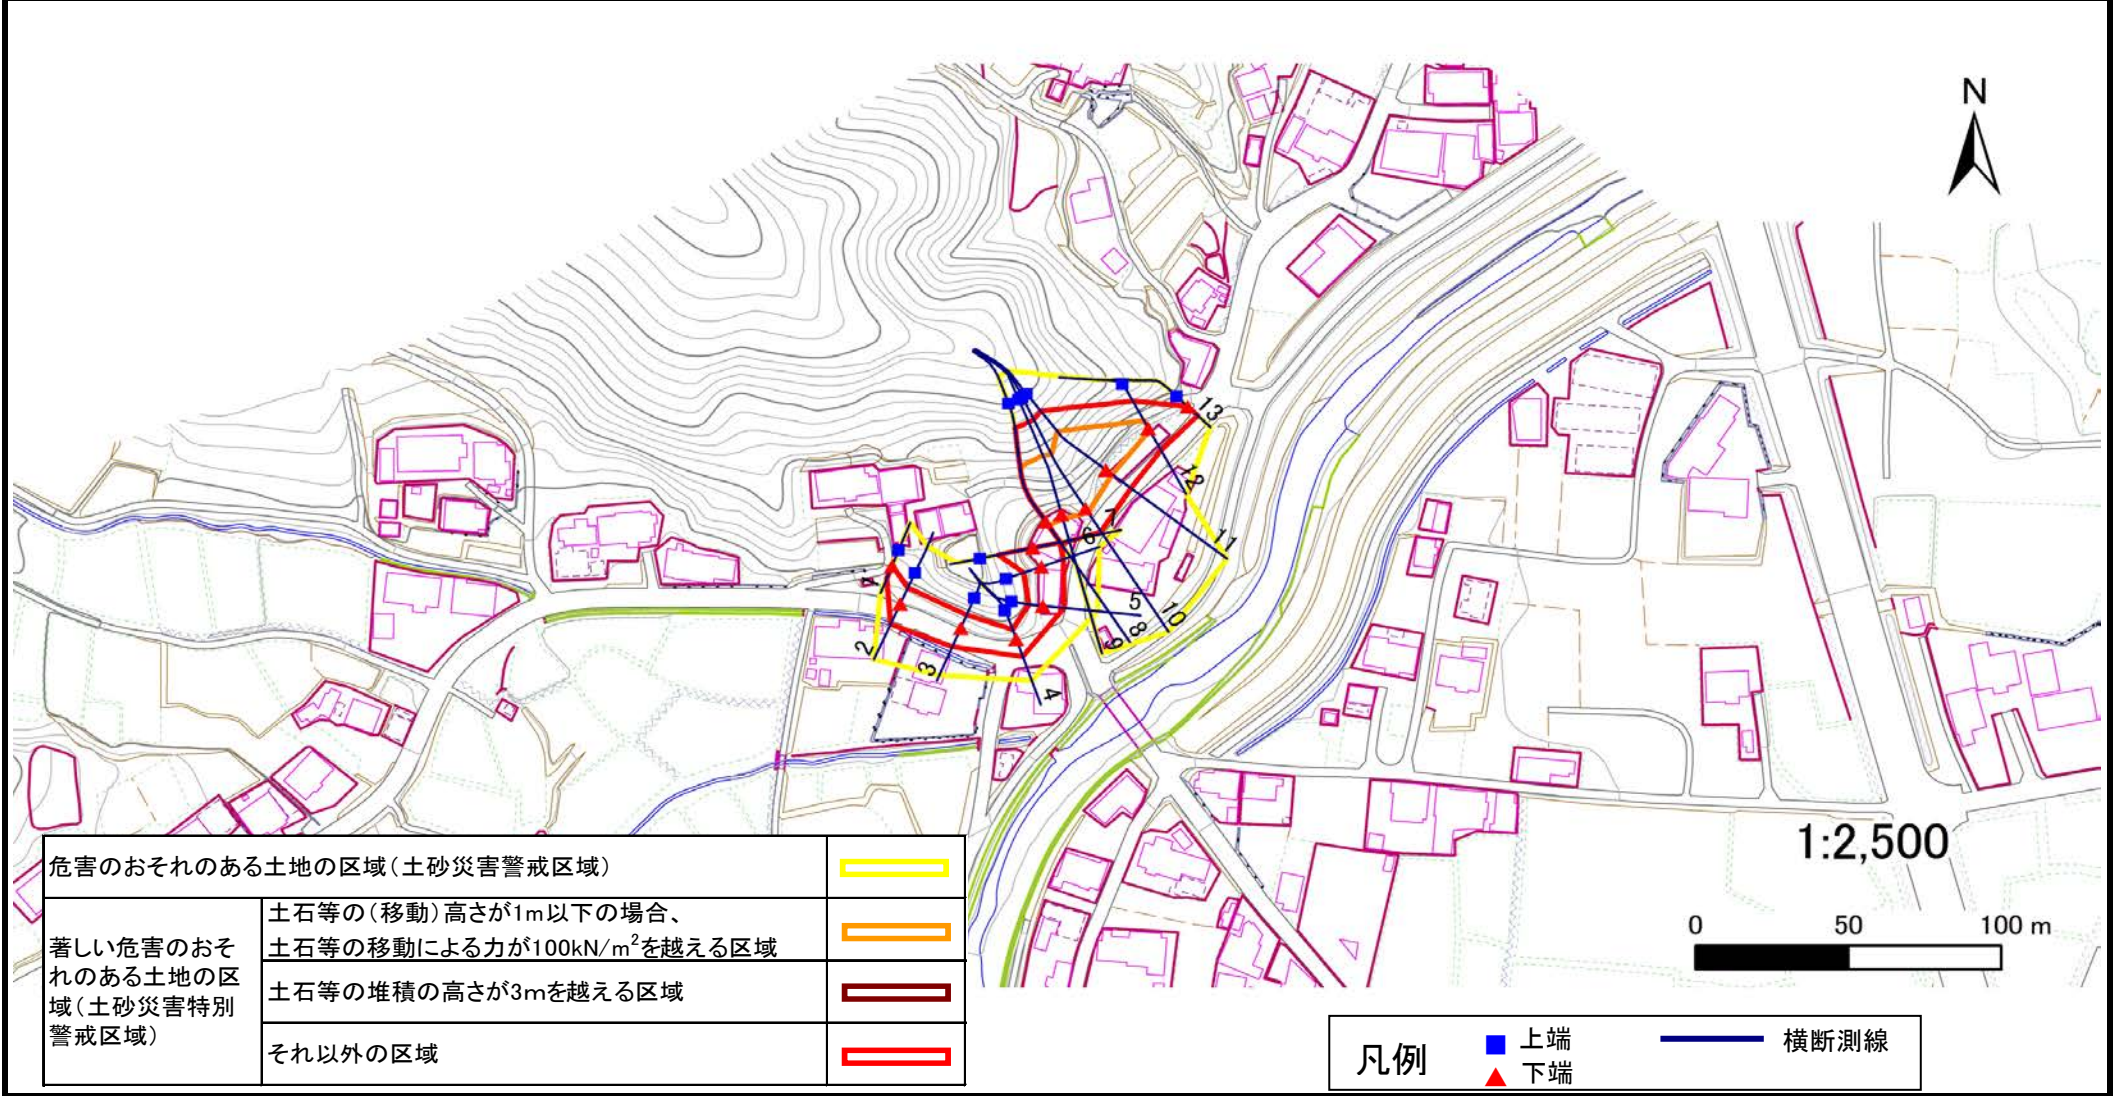 N
13
12
11
7
6
1
5
10
8
9
2
3
4
1:2,500
0 50 100 m
危害のおそれのある土地の区域(土砂災害警戒区域)
著しい危害のおそ
れのある土地の区
域(土砂災害特別
警戒区域)
土石等の(移動)高さが1m以下の場合、
土石等の移動による力が100kN/m²を越える区域
土石等の堆積の高さが3mを越える区域
それ以外の区域
凡例
上端
下端
横断測線